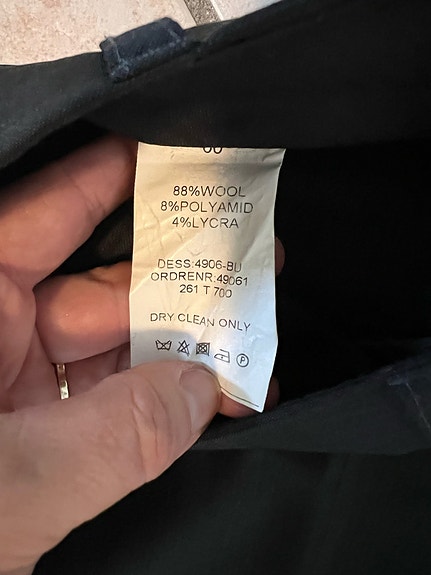 88%WOOL
8%POLYAMID
4%LYCRA
DESS:4906-BU
ORDRENR:49061
261 T 700
DRY CLEAN ONLY
P